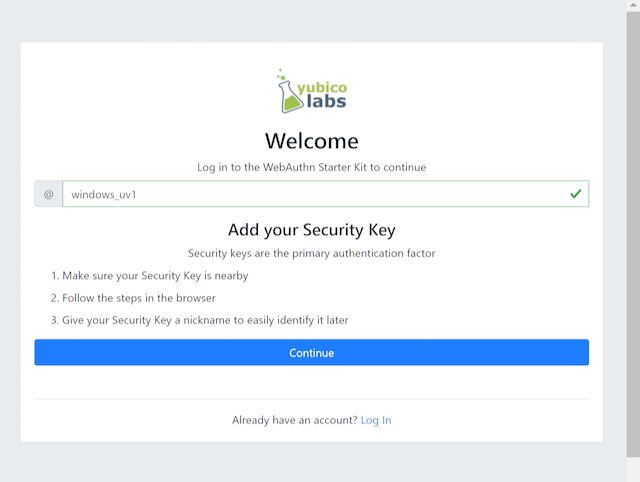 yubico
labs
Welcome
Log in to the WebAuthn Starter Kit to continue
@ windows_uv1
Add your Security Key
Security keys are the primary authentication factor
1. Make sure your Security Key is nearby
2. Follow the steps in the browser
3. Give your Security Key a nickname to easily identify it later
Continue
Already have an account? Log In